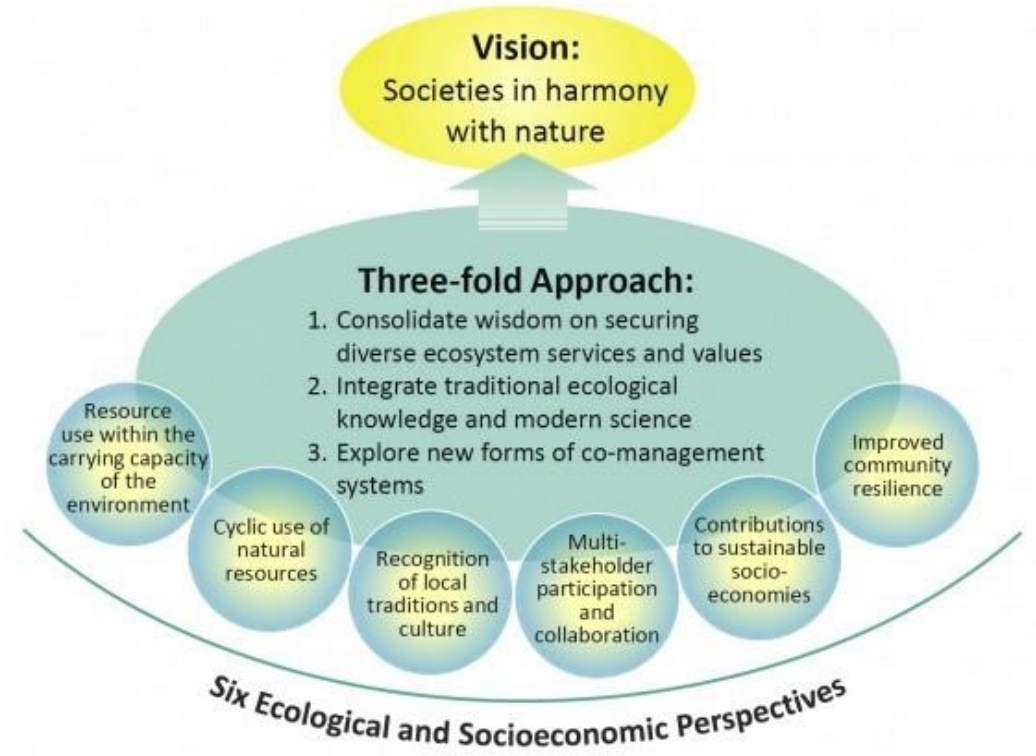 Vision:
Societies in harmony
with nature
Three-fold Approach:
1. Consolidate wisdom on securing
diverse ecosystem services and values
2. Integrate traditional ecological
knowledge and modern science
3. Explore new forms of co-management
systems
Resource
use within the
carrying capacity
of the
environment
Cyclic use of
natural
resources
Recognition
of local
traditions and
culture
Multi-
stakeholder
participation
and
collaboration
Contributions
to sustainable
socio-
economies
Improved
community
resilience
Six Ecological and Socioeconomic Perspectives